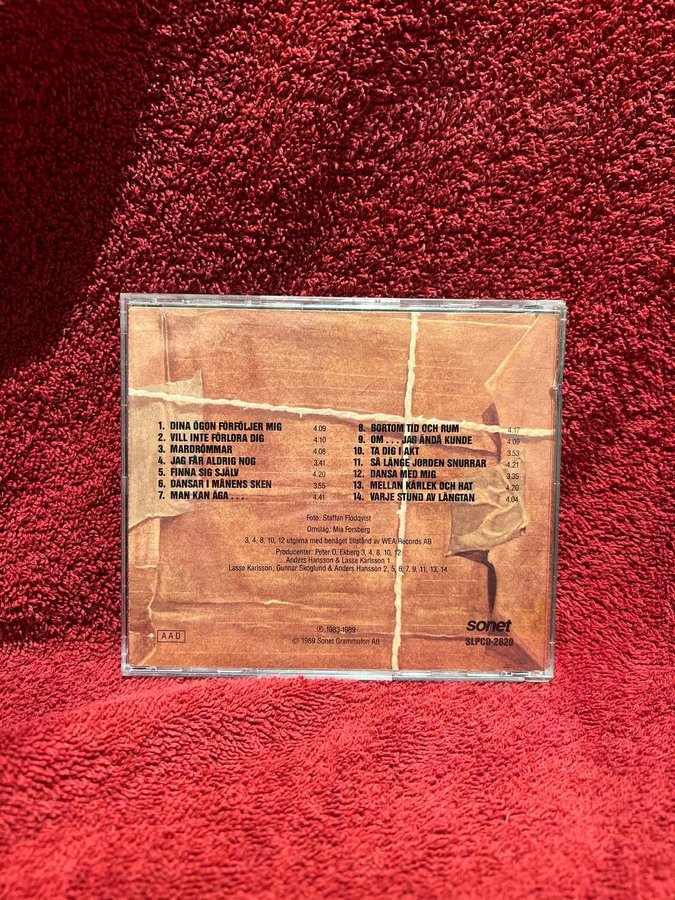 1. DINA ÖGON FÖRFÖLJER MIG 4.09
2. VILL INTE FÖRLORA DIG 4.10
3. MARDRÖMMAR 4.08
4. JAG FÅR ALDRIG NOG 3.41
5. FINNA SIG SJÄLV 4.20
6. DANSAR I MÅNENS SKEN 3.55
7. MAN KAN ÄGA . . . 4.41
8. BORTOM TID OCH RUM 4.17
9. OM . . . JAG ÄNDÅ KUNDE 4.09
10. TA DIG I AKT 3.53
11. SÅ LÄNGE JORDEN SNURRAR 4.21
12. DANSA MED MIG 3.35
13. MELLAN KÄRLEK OCH HAT 4.20
14. VARJE STUND AV LÄNGTAN 4.04
Foto: Staffan Flodqvist
Omslag: Mia Forsberg
3, 4, 8, 10, 12 utgivna med benäget tillstånd av WEA Records AB
Producenter: Peter O. Ekberg 3, 4, 8, 10, 12
Anders Hansson & Lasse Karlsson 1
Lasse Karlsson, Gunnar Skoglund & Anders Hansson 2, 5, 6, 7, 9, 11, 13, 14
AAD
℗ 1983-1989
© 1989 Sonet Grammofon AB
sonet
SLPCD-2828